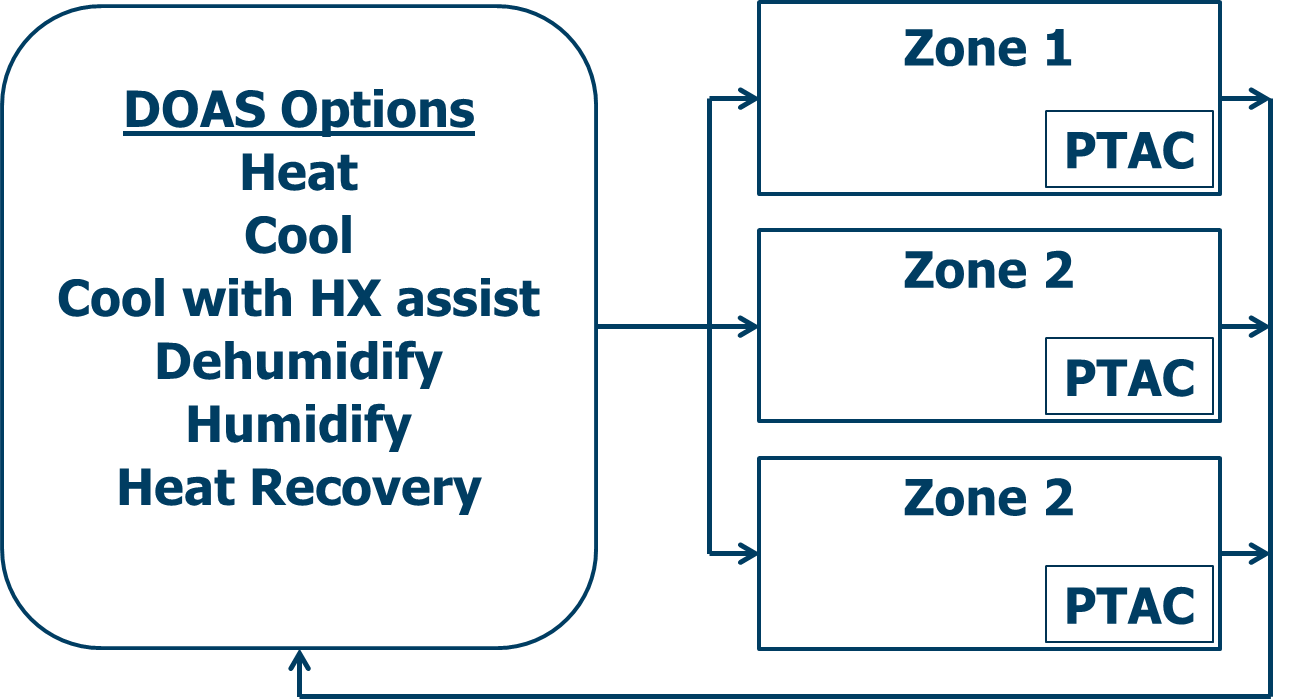 DOAS Options
Heat
Cool
Cool with HX assist
Dehumidify
Humidify
Heat Recovery
Zone 1
PTAC
Zone 2
PTAC
Zone 2
PTAC